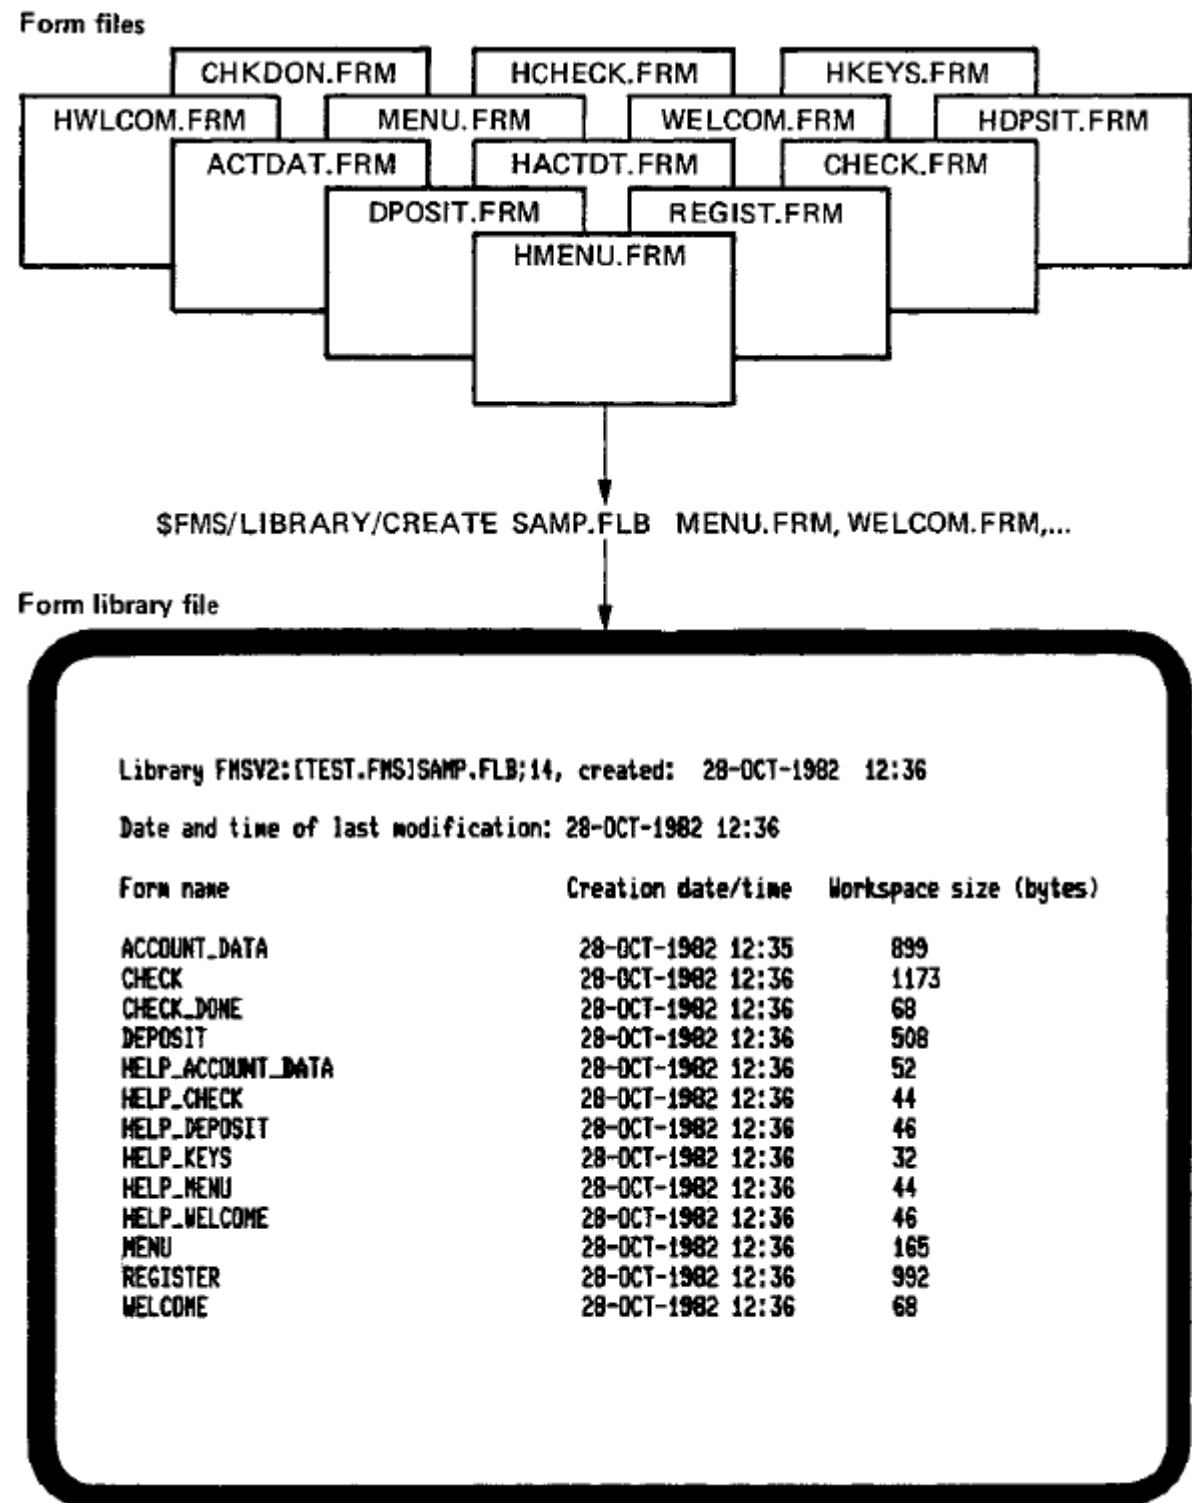 Form files
CHKDON.FRM HCHECK.FRM HKEYS.FRM
HWLCOM.FRM MENU.FRM WELCOM.FRM HDPSIT.FRM
ACTDAT.FRM HACTDT.FRM CHECK.FRM
DPOSIT.FRM REGIST.FRM
HMENU.FRM
$FMS/LIBRARY/CREATE SAMP.FLB MENU.FRM, WELCOM.FRM,...
Form library file
Library FMSV2:[TEST.FMS]SAMP.FLB;14, created: 28-OCT-1982 12:36
Date and time of last modification: 28-OCT-1982 12:36
Form name Creation date/time Workspace size (bytes)
ACCOUNT_DATA 28-OCT-1982 12:35 899
CHECK 28-OCT-1982 12:36 1173
CHECK_DONE 28-OCT-1982 12:36 68
DEPOSIT 28-OCT-1982 12:36 508
HELP_ACCOUNT_DATA 28-OCT-1982 12:36 52
HELP_CHECK 28-OCT-1982 12:36 44
HELP_DEPOSIT 28-OCT-1982 12:36 46
HELP_KEYS 28-OCT-1982 12:36 32
HELP_MENU 28-OCT-1982 12:36 44
HELP_WELCOME 28-OCT-1982 12:36 46
MENU 28-OCT-1982 12:36 165
REGISTER 28-OCT-1982 12:36 992
WELCOME 28-OCT-1982 12:36 68